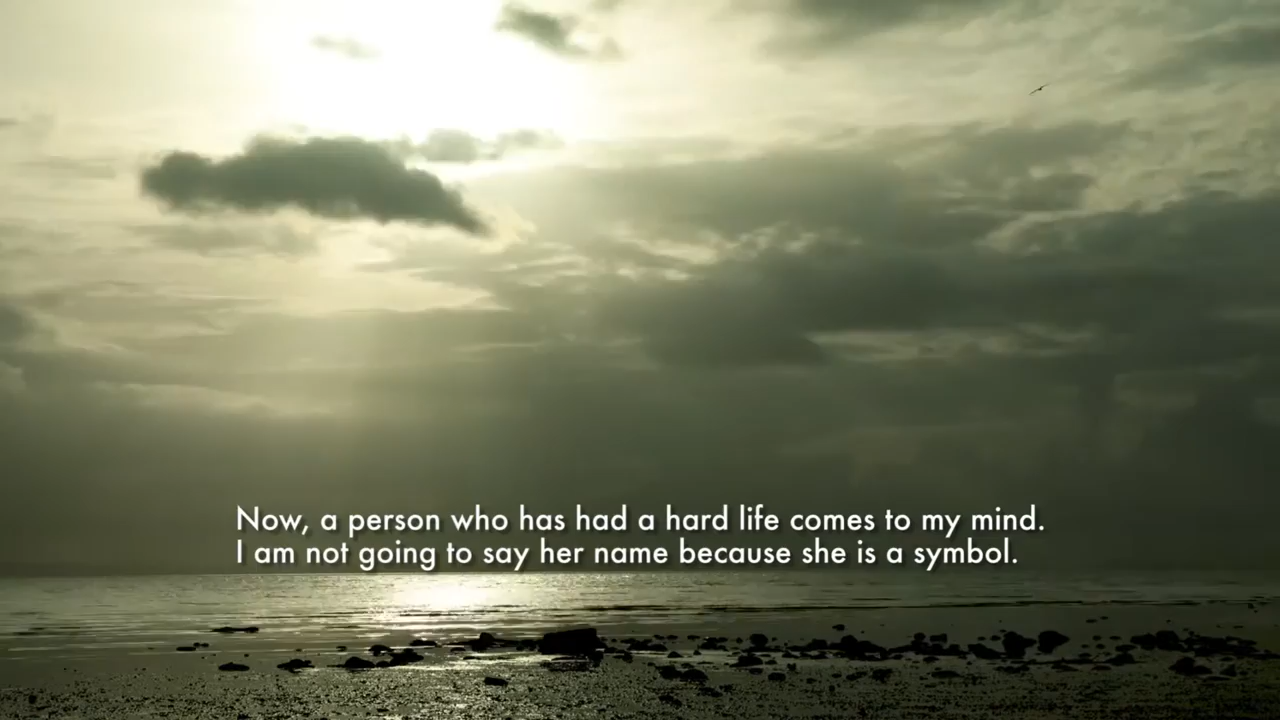 Now, a person who has had a hard life comes to my mind.
I am not going to say her name because she is a symbol.